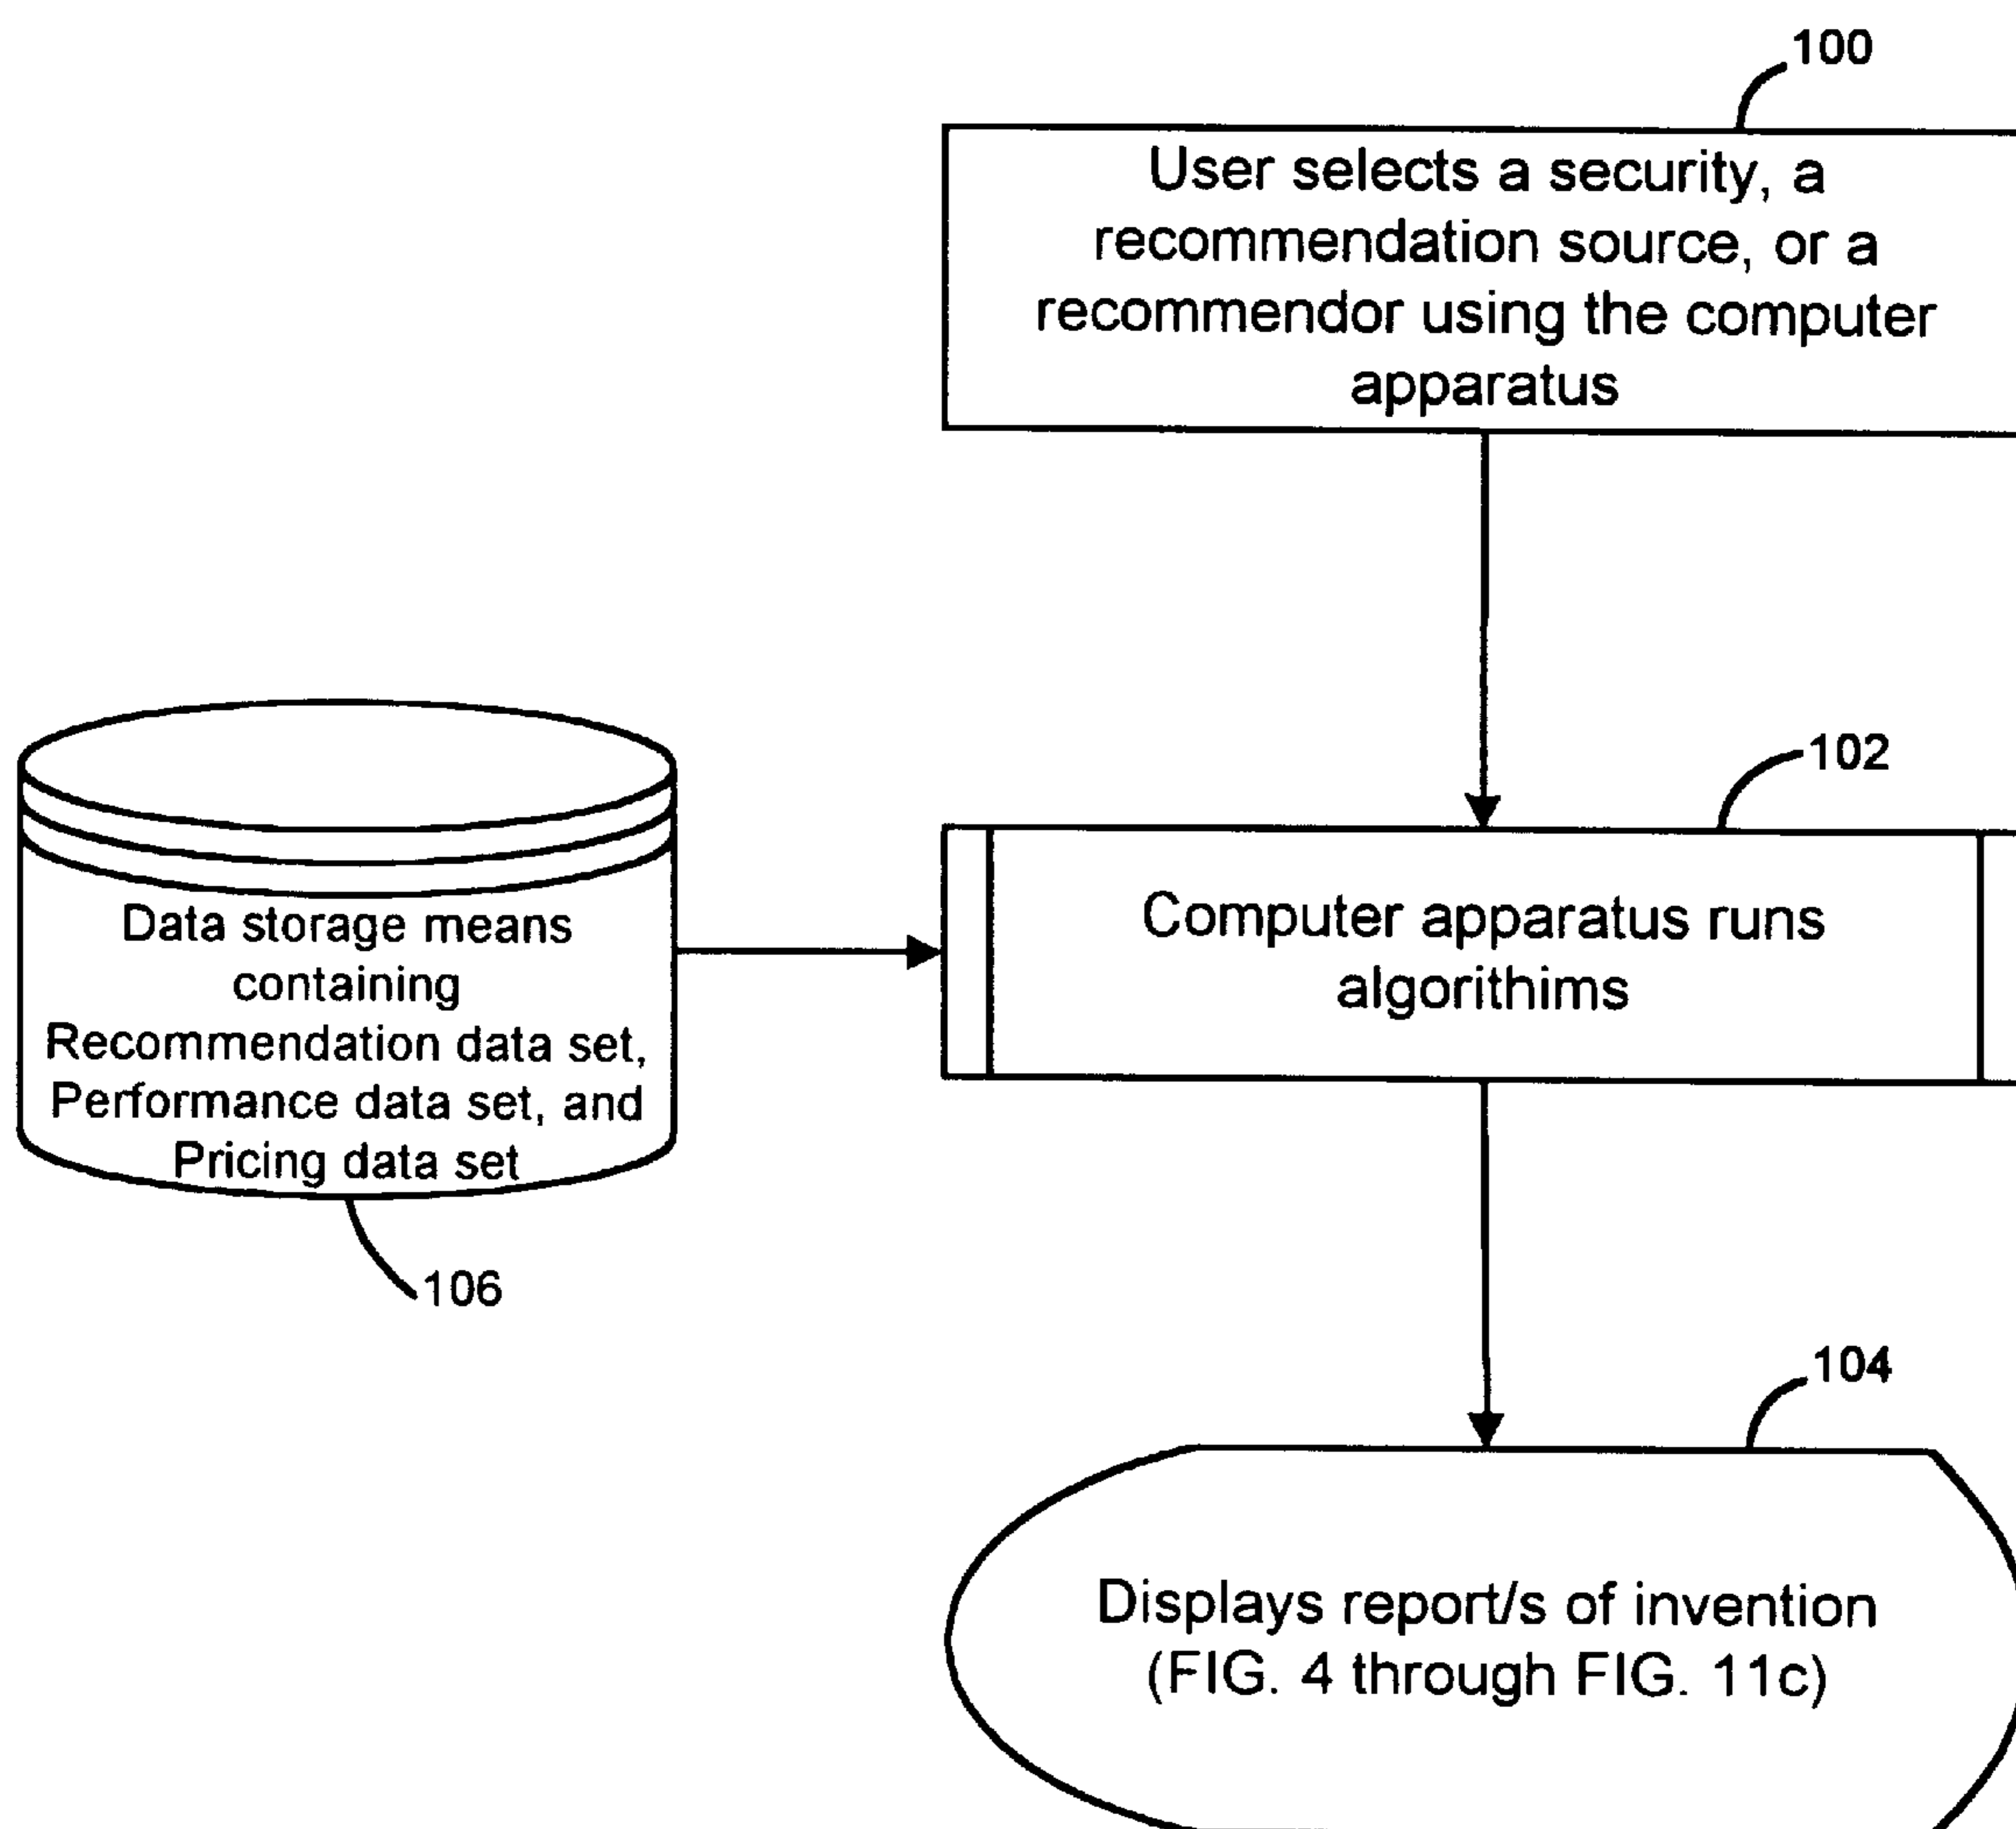 100
User selects a security, a
recommendation source, or a
recommendor using the computer
apparatus
102
Computer apparatus runs
algorithims
Data storage means
containing
Recommendation data set,
Performance data set, and
Pricing data set
106
104
Displays report/s of invention
(FIG. 4 through FIG. 11c)